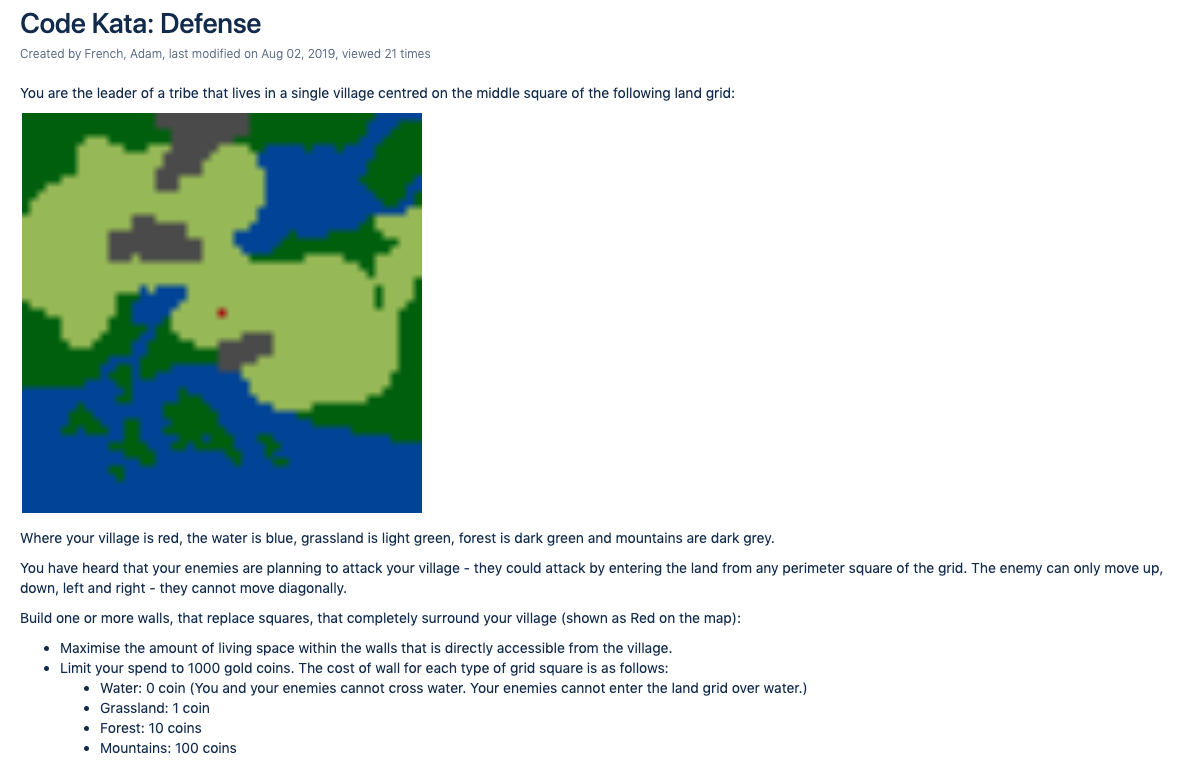 Code Kata: Defense
Created by French, Adam, last modified on Aug 02, 2019, viewed 21 times
You are the leader of a tribe that lives in a single village centred on the middle square of the following land grid:
Where your village is red, the water is blue, grassland is light green, forest is dark green and mountains are dark grey.
You have heard that your enemies are planning to attack your village - they could attack by entering the land from any perimeter square of the grid. The enemy can only move up,
down, left and right - they cannot move diagonally.
Build one or more walls, that replace squares, that completely surround your village (shown as Red on the map):
• Maximise the amount of living space within the walls that is directly accessible from the village.
• Limit your spend to 1000 gold coins. The cost of wall for each type of grid square is as follows:
• Water: 0 coin (You and your enemies cannot cross water. Your enemies cannot enter the land grid over water.)
• Grassland: 1 coin
• Forest: 10 coins
• Mountains: 100 coins